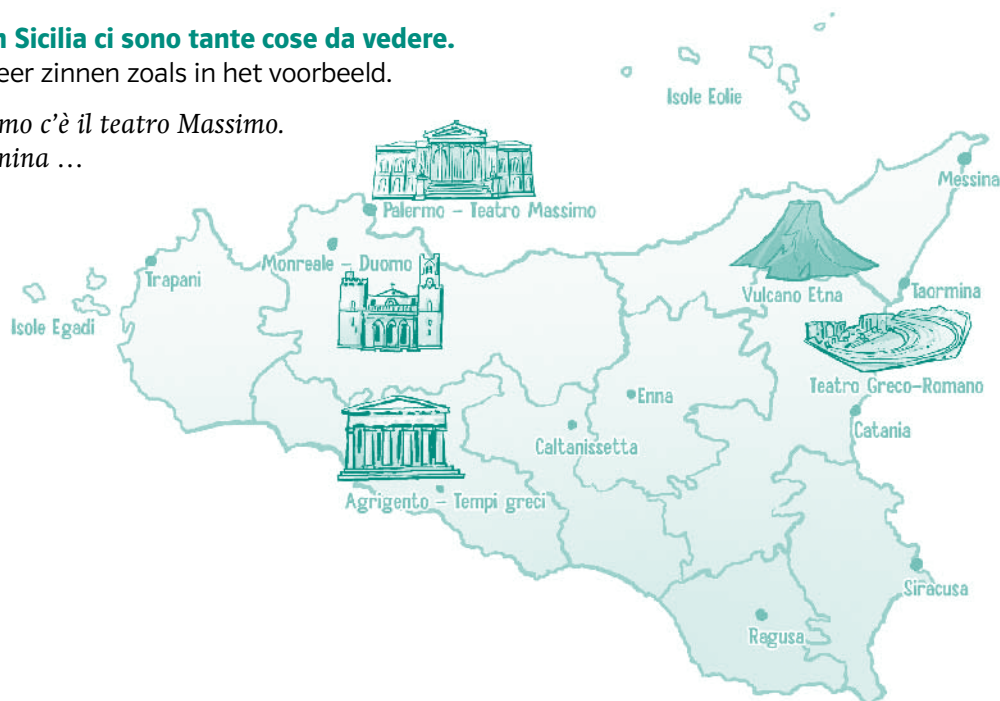 n Sicilia ci sono tante cose da vedere.
eer zinnen zoals in het voorbeeld.
mo c'è il teatro Massimo.
nina …
Isole Eolie
Messina
Palermo – Teatro Massimo
Monreale – Duomo
Trapani
Vulcano Etna
Taormina
Isole Egadi
Teatro Greco-Romano
Enna
Catania
Caltanissetta
Agrigento – Tempi greci
Siracusa
Ragusa